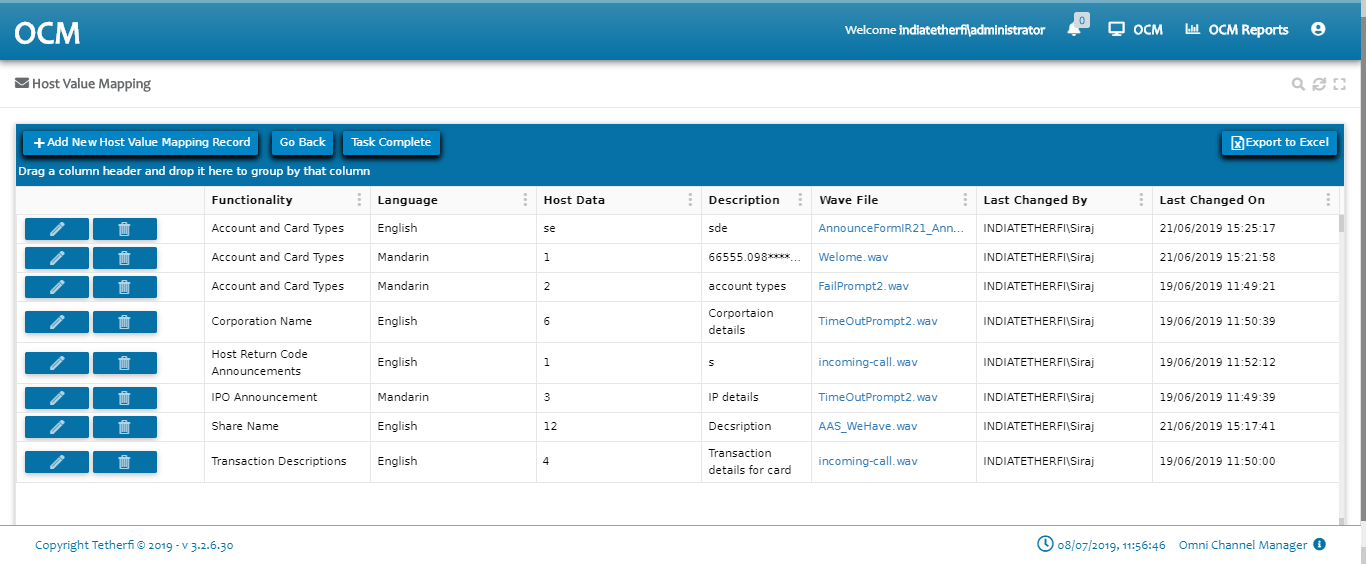 OCM
Welcome indiatetherfi\administrator
0
OCM
OCM Reports
Host Value Mapping
Add New Host Value Mapping Record
Go Back
Task Complete
Export to Excel
Drag a column header and drop it here to group by that column
Functionality Language Host Data Description Wave File Last Changed By Last Changed On
Account and Card Types English se sde AnnounceFormIR21_Ann... INDIATETHERFI\Siraj 21/06/2019 15:25:17
Account and Card Types Mandarin 1 66555.098****... Welome.wav INDIATETHERFI\Siraj 21/06/2019 15:21:58
Account and Card Types Mandarin 2 account types FailPrompt2.wav INDIATETHERFI\Siraj 19/06/2019 11:49:21
Corporation Name English 6 Corportaion
details TimeOutPrompt2.wav INDIATETHERFI\Siraj 19/06/2019 11:50:39
Host Return Code
Announcements English 1 s incoming-call.wav INDIATETHERFI\Siraj 19/06/2019 11:52:12
IPO Announcement Mandarin 3 IP details TimeOutPrompt2.wav INDIATETHERFI\Siraj 19/06/2019 11:49:39
Share Name English 12 Decsription AAS_WeHave.wav INDIATETHERFI\Siraj 21/06/2019 15:17:41
Transaction Descriptions English 4 Transaction
details for card incoming-call.wav INDIATETHERFI\Siraj 19/06/2019 11:50:00
Copyright Tetherfi © 2019 - v 3.2.6.30
08/07/2019, 11:56:46
Omni Channel Manager